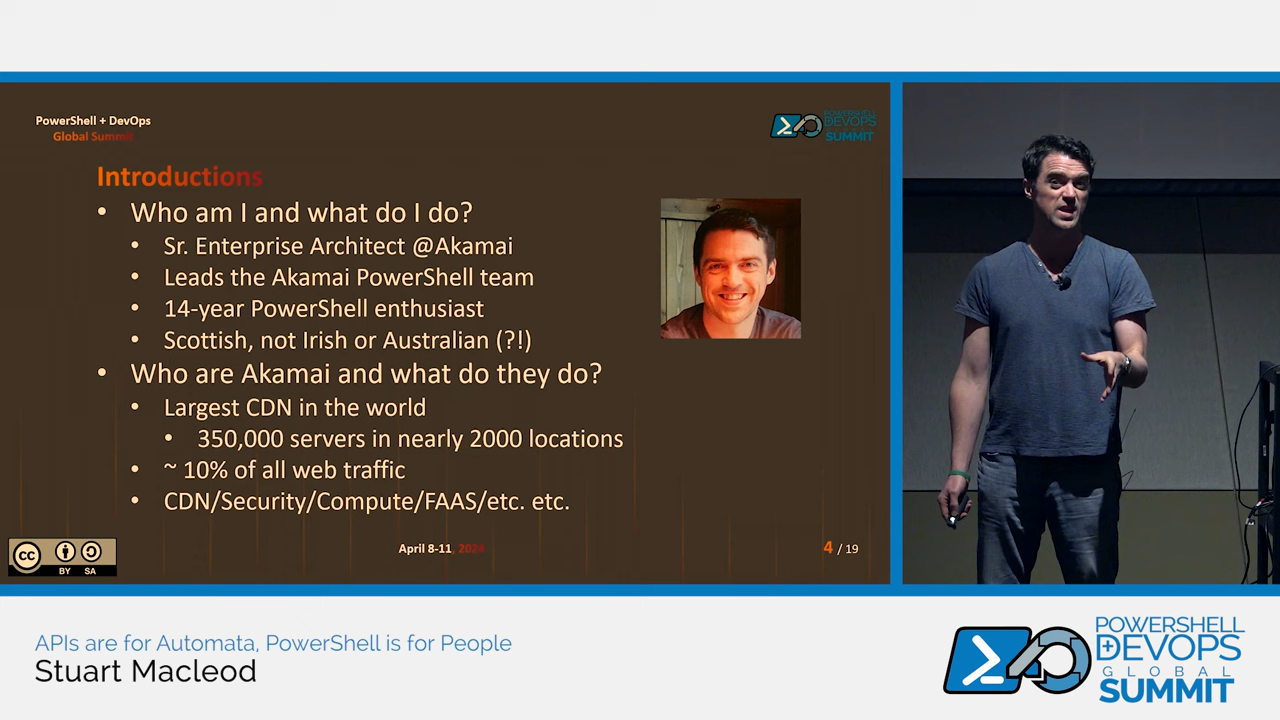 PowerShell + DevOps
Global Summit
POWERSHELL
DEVOPS
GLOBAL
SUMMIT
Introductions
• Who am I and what do I do?
• Sr. Enterprise Architect @Akamai
• Leads the Akamai PowerShell team
• 14-year PowerShell enthusiast
• Scottish, not Irish or Australian (?!)
• Who are Akamai and what do they do?
• Largest CDN in the world
• 350,000 servers in nearly 2000 locations
• ~ 10% of all web traffic
• CDN/Security/Compute/FAAS/etc. etc.
cc
BY SA
April 8-11, 2024
4 / 19
APIs are for Automata, PowerShell is for People
Stuart Macleod
POWERSHELL
DEVOPS
GLOBAL
SUMMIT